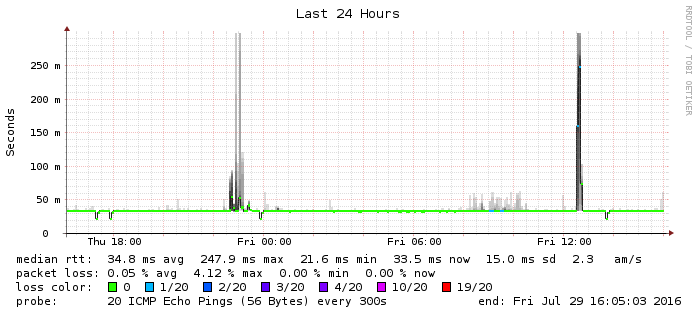 Last 24 Hours
RRDTOOL / TOBI OETIKER
Seconds
250 m
200 m
150 m
100 m
50 m
0
Thu 18:00 Fri 00:00 Fri 06:00 Fri 12:00
median rtt: 34.8 ms avg 247.9 ms max 21.6 ms min 33.5 ms now 15.0 ms sd 2.3 am/s
packet loss: 0.05 % avg 4.12 % max 0.00 % min 0.00 % now
loss color: 0 1/20 2/20 3/20 4/20 10/20 19/20
probe: 20 ICMP Echo Pings (56 Bytes) every 300s end: Fri Jul 29 16:05:03 2016